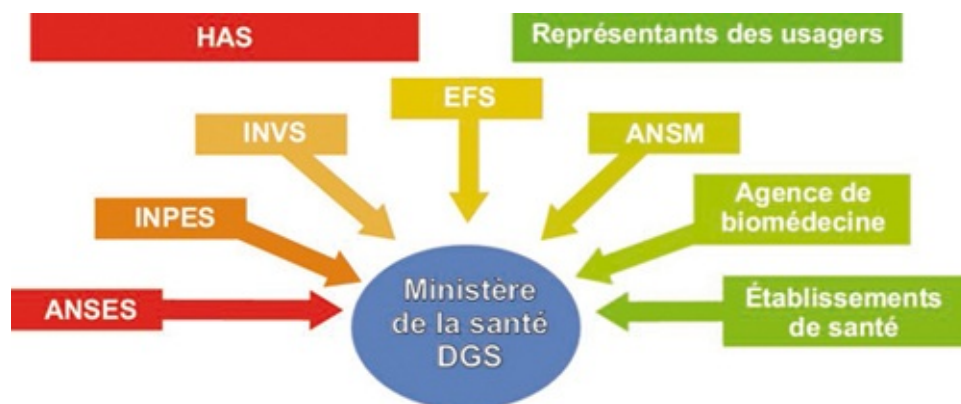 HAS
Représentants des usagers
EFS
INVS
ANSM
INPES
Agence de
biomédecine
ANSES
Ministère
de la santé
DGS
Établissements
de santé